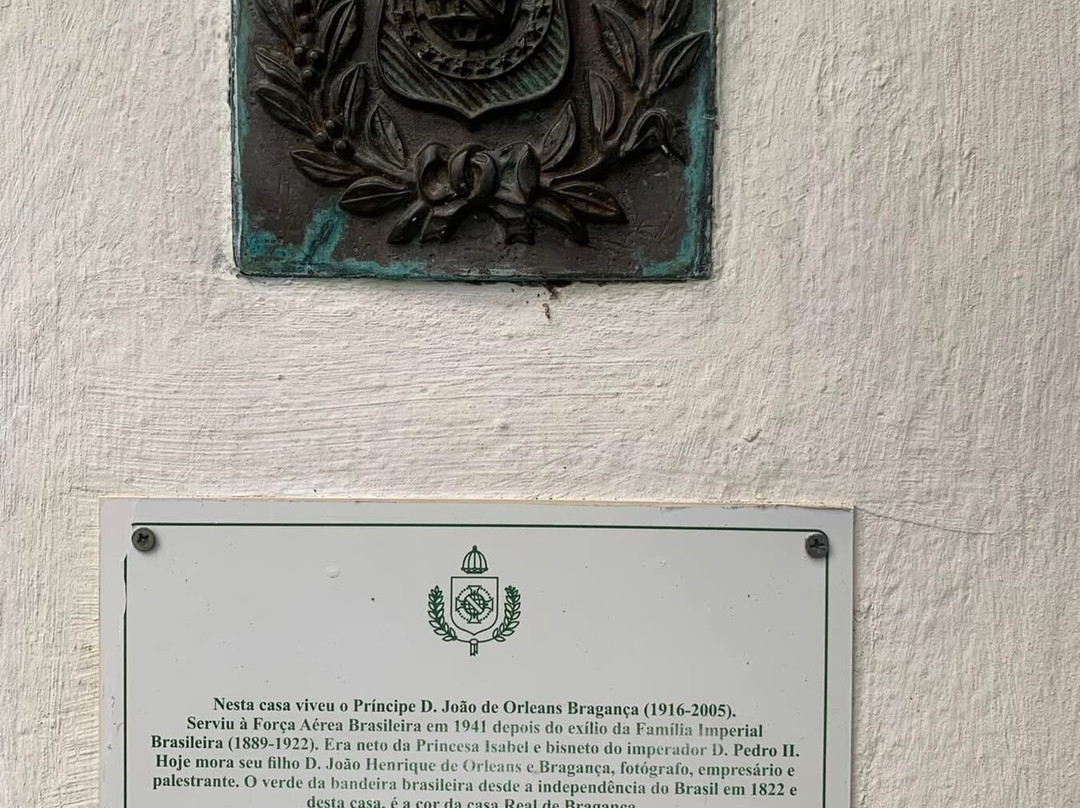 Nesta casa viveu o Príncipe D. João de Orleans Bragança (1916-2005).
Serviu à Força Aérea Brasileira em 1941 depois do exílio da Família Imperial
Brasileira (1889-1922). Era neto da Princesa Isabel e bisneto do imperador D. Pedro II.
Hoje mora seu filho D. João Henrique de Orleans e Bragança, fotógrafo, empresário e
palestrante. O verde da bandeira brasileira desde a independência do Brasil em 1822 e
desta casa, é a cor da casa Real de Bragança.